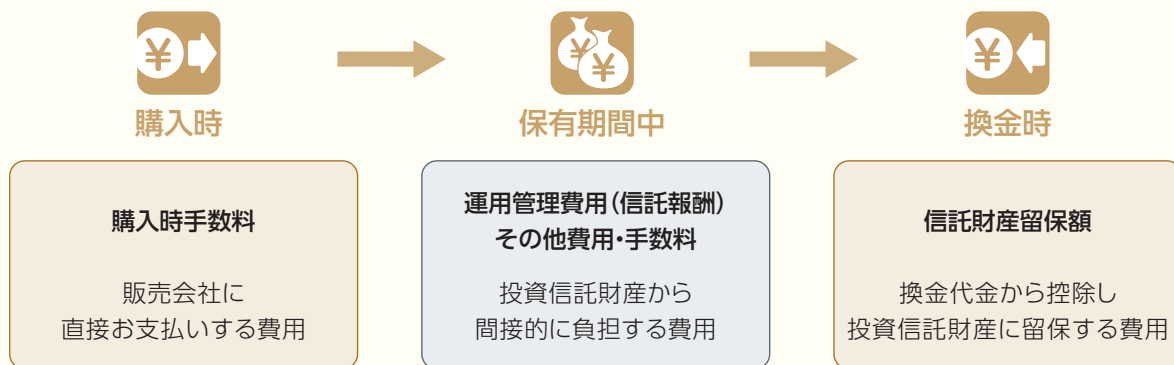 購入時
保有期間中
換金時
購入時手数料
販売会社に
直接お支払いする費用
運用管理費用(信託報酬)
その他費用・手数料
投資信託財産から
間接的に負担する費用
信託財産留保額
換金代金から控除し
投資信託財産に留保する費用